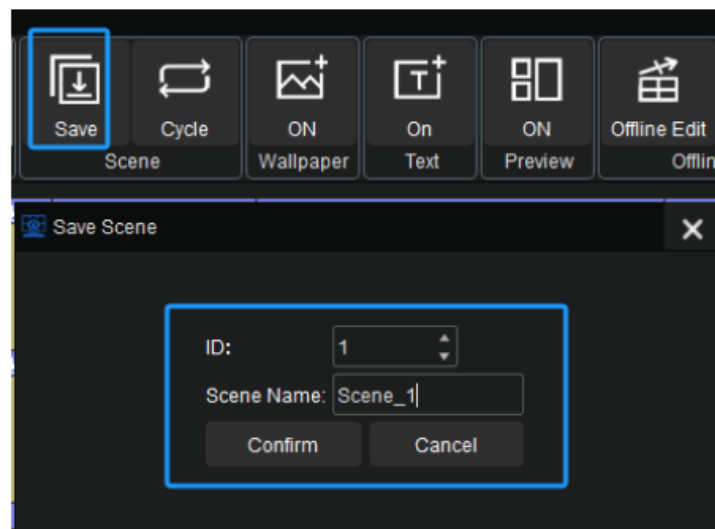 Save Cycle ON On ON Offline Edit
Scene Wallpaper Text Preview Offlin
Save Scene
ID: 1
Scene Name: Scene_1
Confirm Cancel